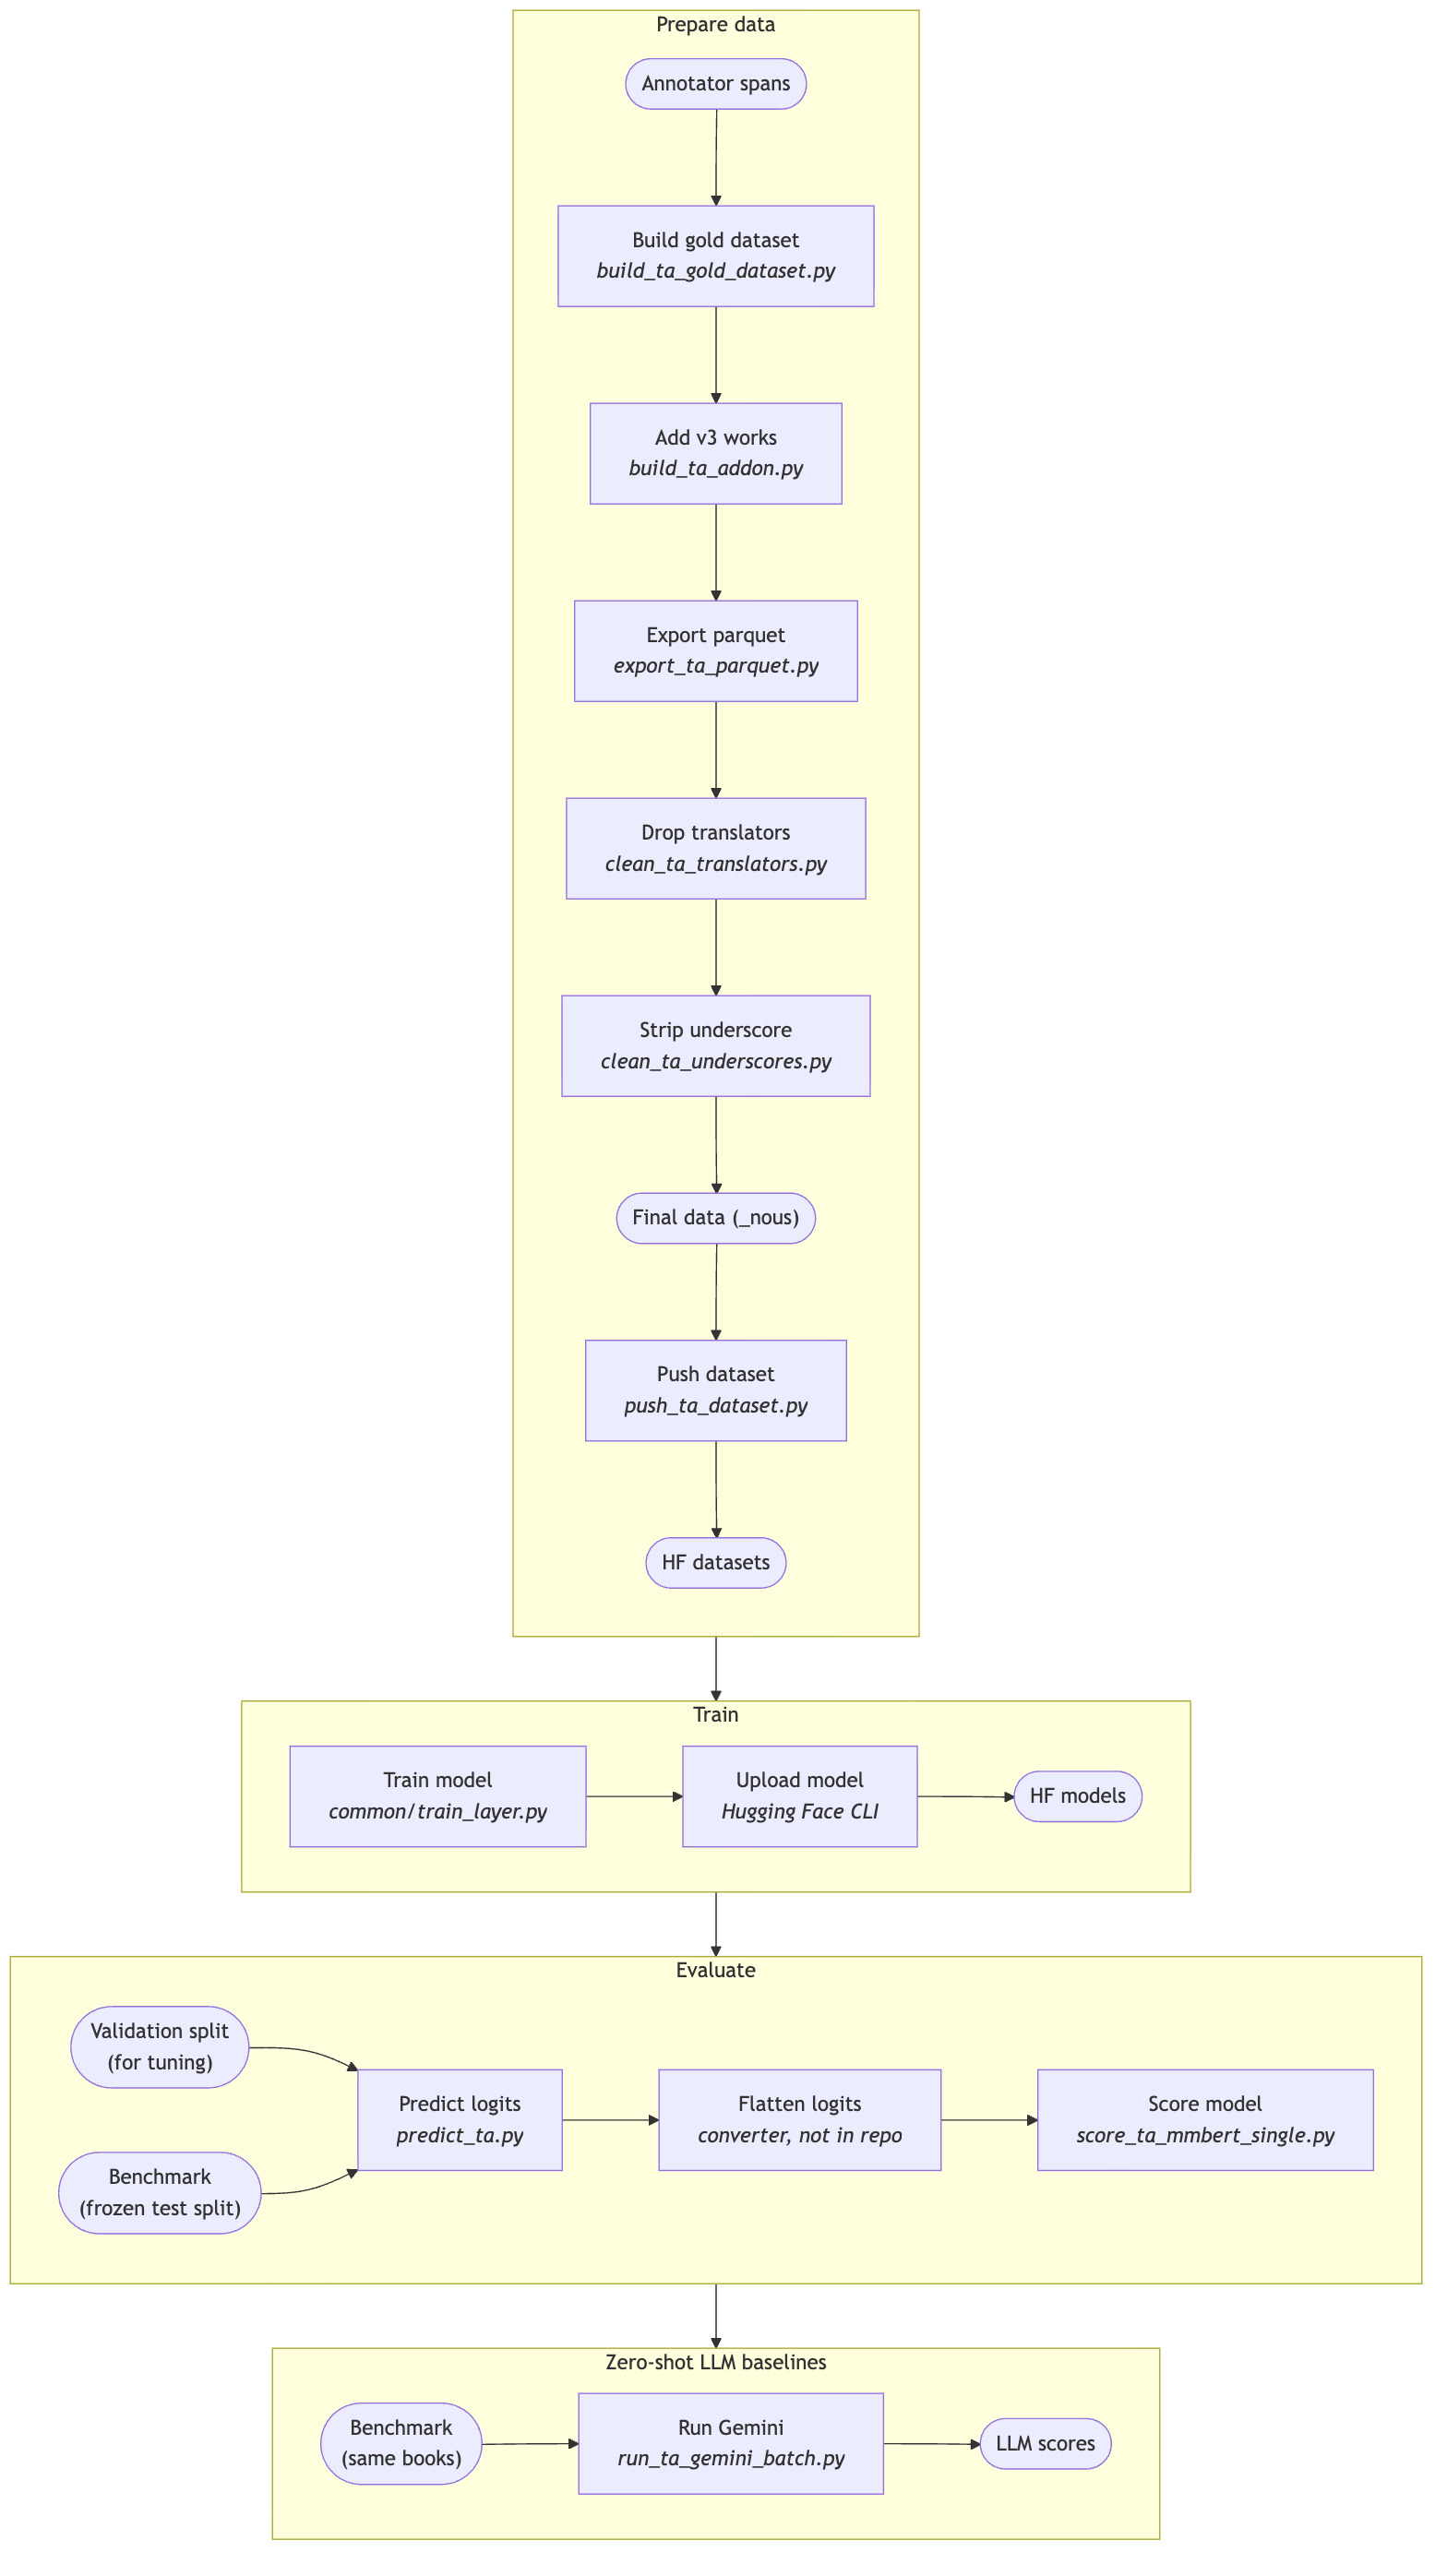 Prepare data
Annotator spans
Build gold dataset
build_ta_gold_dataset.py
Add v3 works
build_ta_addon.py
Export parquet
export_ta_parquet.py
Drop translators
clean_ta_translators.py
Strip underscore
clean_ta_underscores.py
Final data (_nous)
Push dataset
push_ta_dataset.py
HF datasets
Train
Train model
common/train_layer.py
Upload model
Hugging Face CLI
HF models
Evaluate
Validation split
(for tuning)
Benchmark
(frozen test split)
Predict logits
predict_ta.py
Flatten logits
converter, not in repo
Score model
score_ta_mmbert_single.py
Zero-shot LLM baselines
Benchmark
(same books)
Run Gemini
run_ta_gemini_batch.py
LLM scores